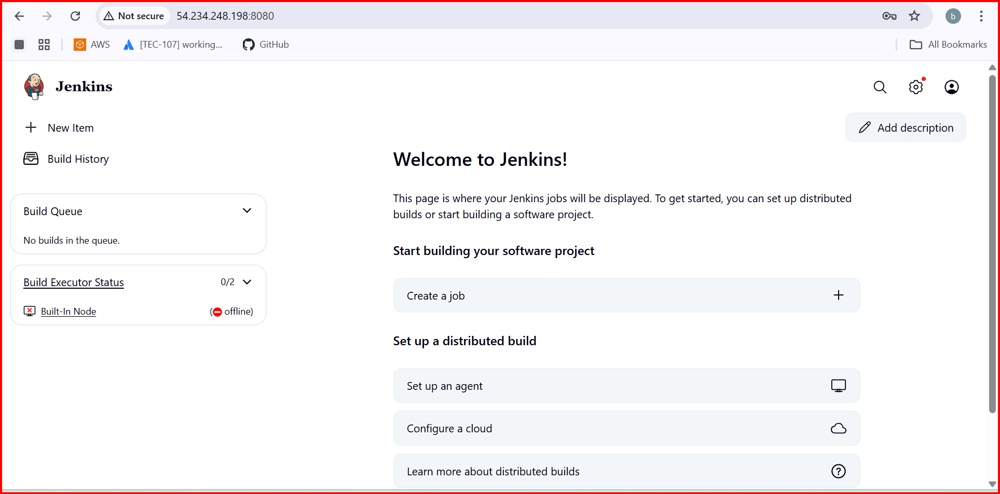 Not secure 54.234.248.198:8080
b
AWS [TEC-107] working... GitHub All Bookmarks
Jenkins
New Item
Build History
Add description
Build Queue
No builds in the queue.
Build Executor Status 0/2
Built-In Node (offline)
Welcome to Jenkins!
This page is where your Jenkins jobs will be displayed. To get started, you can set up distributed
builds or start building a software project.
Start building your software project
Create a job
Set up a distributed build
Set up an agent
Configure a cloud
Learn more about distributed builds